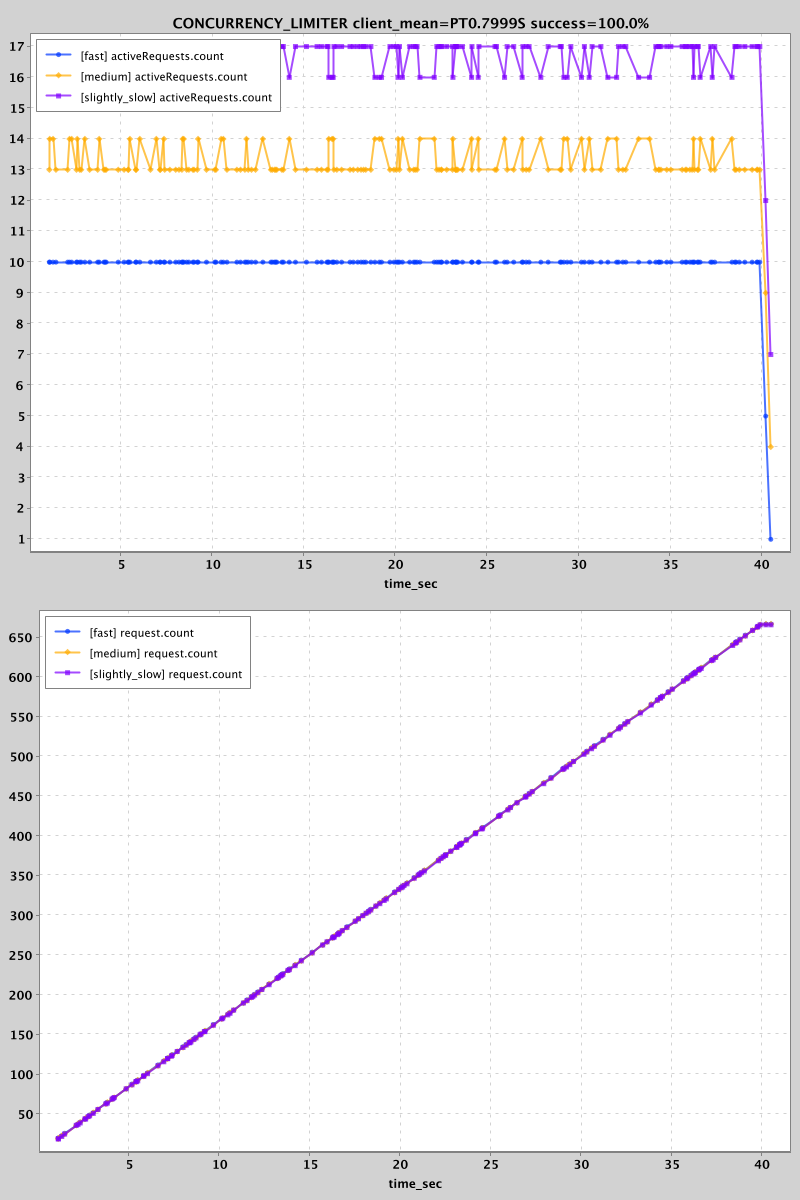 CONCURRENCY_LIMITER client_mean=PT0.7999S success=100.0%
[fast] activeRequests.count
[medium] activeRequests.count
[slightly_slow] activeRequests.count
17
16
15
14
13
12
11
10
9
8
7
6
5
4
3
2
1
5 10 15 20 25 30 35 40
time_sec
[fast] request.count
[medium] request.count
[slightly_slow] request.count
650
600
550
500
450
400
350
300
250
200
150
100
50
5 10 15 20 25 30 35 40
time_sec